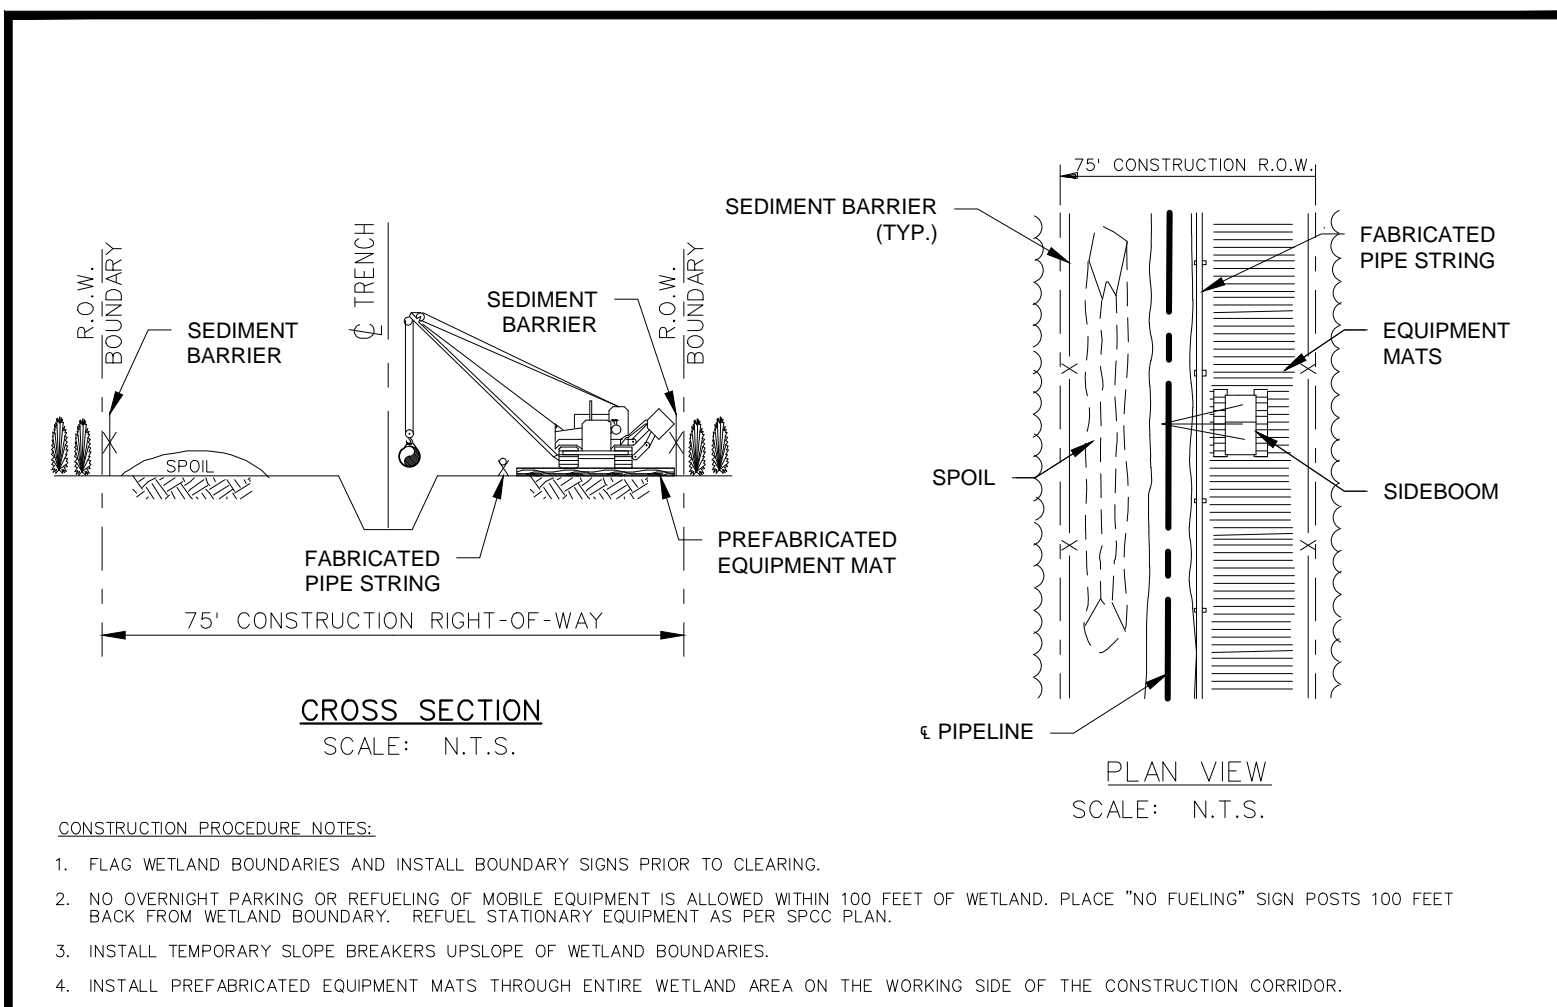 R.O.W.
BOUNDARY
SEDIMENT
BARRIER
℄ TRENCH
SEDIMENT
BARRIER
R.O.W.
BOUNDARY
SPOIL
FABRICATED
PIPE STRING
PREFABRICATED
EQUIPMENT MAT
75' CONSTRUCTION RIGHT-OF-WAY
CROSS SECTION
SCALE: N.T.S.
75' CONSTRUCTION R.O.W.
SEDIMENT BARRIER
(TYP.)
FABRICATED
PIPE STRING
EQUIPMENT
MATS
SPOIL
SIDEBOOM
℄ PIPELINE
PLAN VIEW
SCALE: N.T.S.
CONSTRUCTION PROCEDURE NOTES:
1. FLAG WETLAND BOUNDARIES AND INSTALL BOUNDARY SIGNS PRIOR TO CLEARING.
2. NO OVERNIGHT PARKING OR REFUELING OF MOBILE EQUIPMENT IS ALLOWED WITHIN 100 FEET OF WETLAND. PLACE "NO FUELING" SIGN POSTS 100 FEET
BACK FROM WETLAND BOUNDARY. REFUEL STATIONARY EQUIPMENT AS PER SPCC PLAN.
3. INSTALL TEMPORARY SLOPE BREAKERS UPSLOPE OF WETLAND BOUNDARIES.
4. INSTALL PREFABRICATED EQUIPMENT MATS THROUGH ENTIRE WETLAND AREA ON THE WORKING SIDE OF THE CONSTRUCTION CORRIDOR.